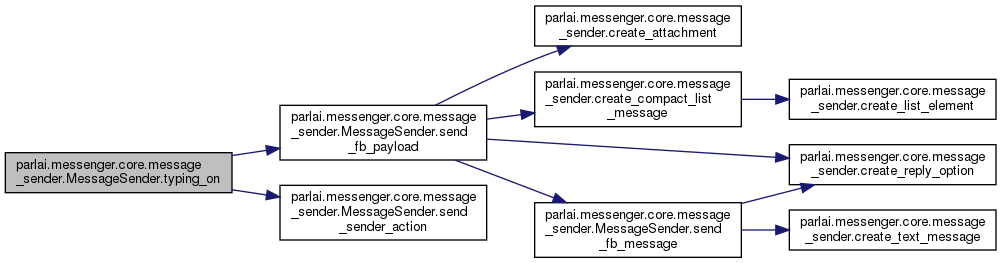 parlai.messenger.core.message
_sender.create_attachment
parlai.messenger.core.message
_sender.create_compact_list
_message
parlai.messenger.core.message
_sender.create_list_element
parlai.messenger.core.message
_sender.MessageSender.send
_fb_payload
parlai.messenger.core.message
_sender.MessageSender.typing_on
parlai.messenger.core.message
_sender.create_reply_option
parlai.messenger.core.message
_sender.MessageSender.send
_sender_action
parlai.messenger.core.message
_sender.MessageSender.send
_fb_message
parlai.messenger.core.message
_sender.create_text_message